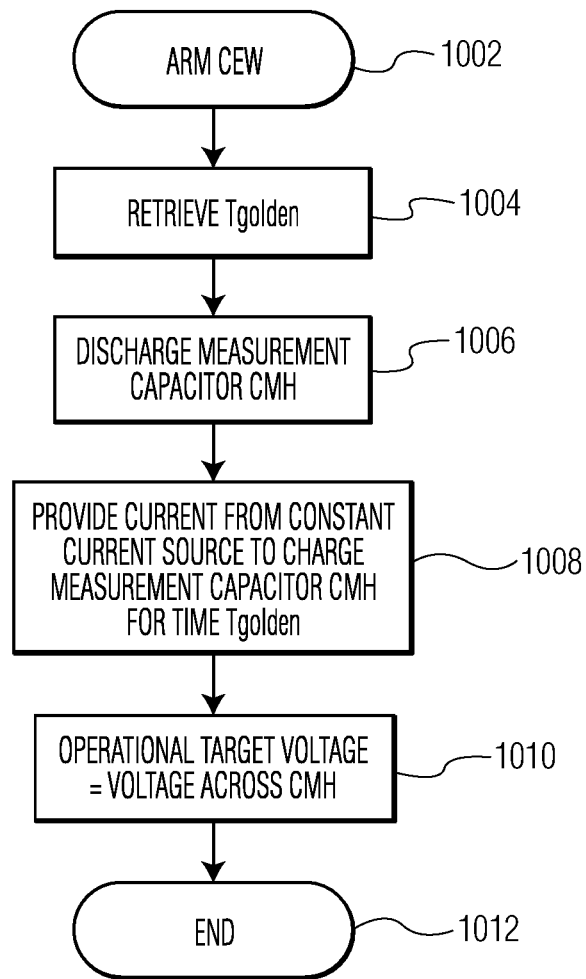 ARM CEW
1002
RETRIEVE Tgolden
1004
DISCHARGE MEASUREMENT
CAPACITOR CMH
1006
PROVIDE CURRENT FROM CONSTANT
CURRENT SOURCE TO CHARGE
MEASUREMENT CAPACITOR CMH
FOR TIME Tgolden
1008
OPERATIONAL TARGET VOLTAGE
= VOLTAGE ACROSS CMH
1010
END
1012